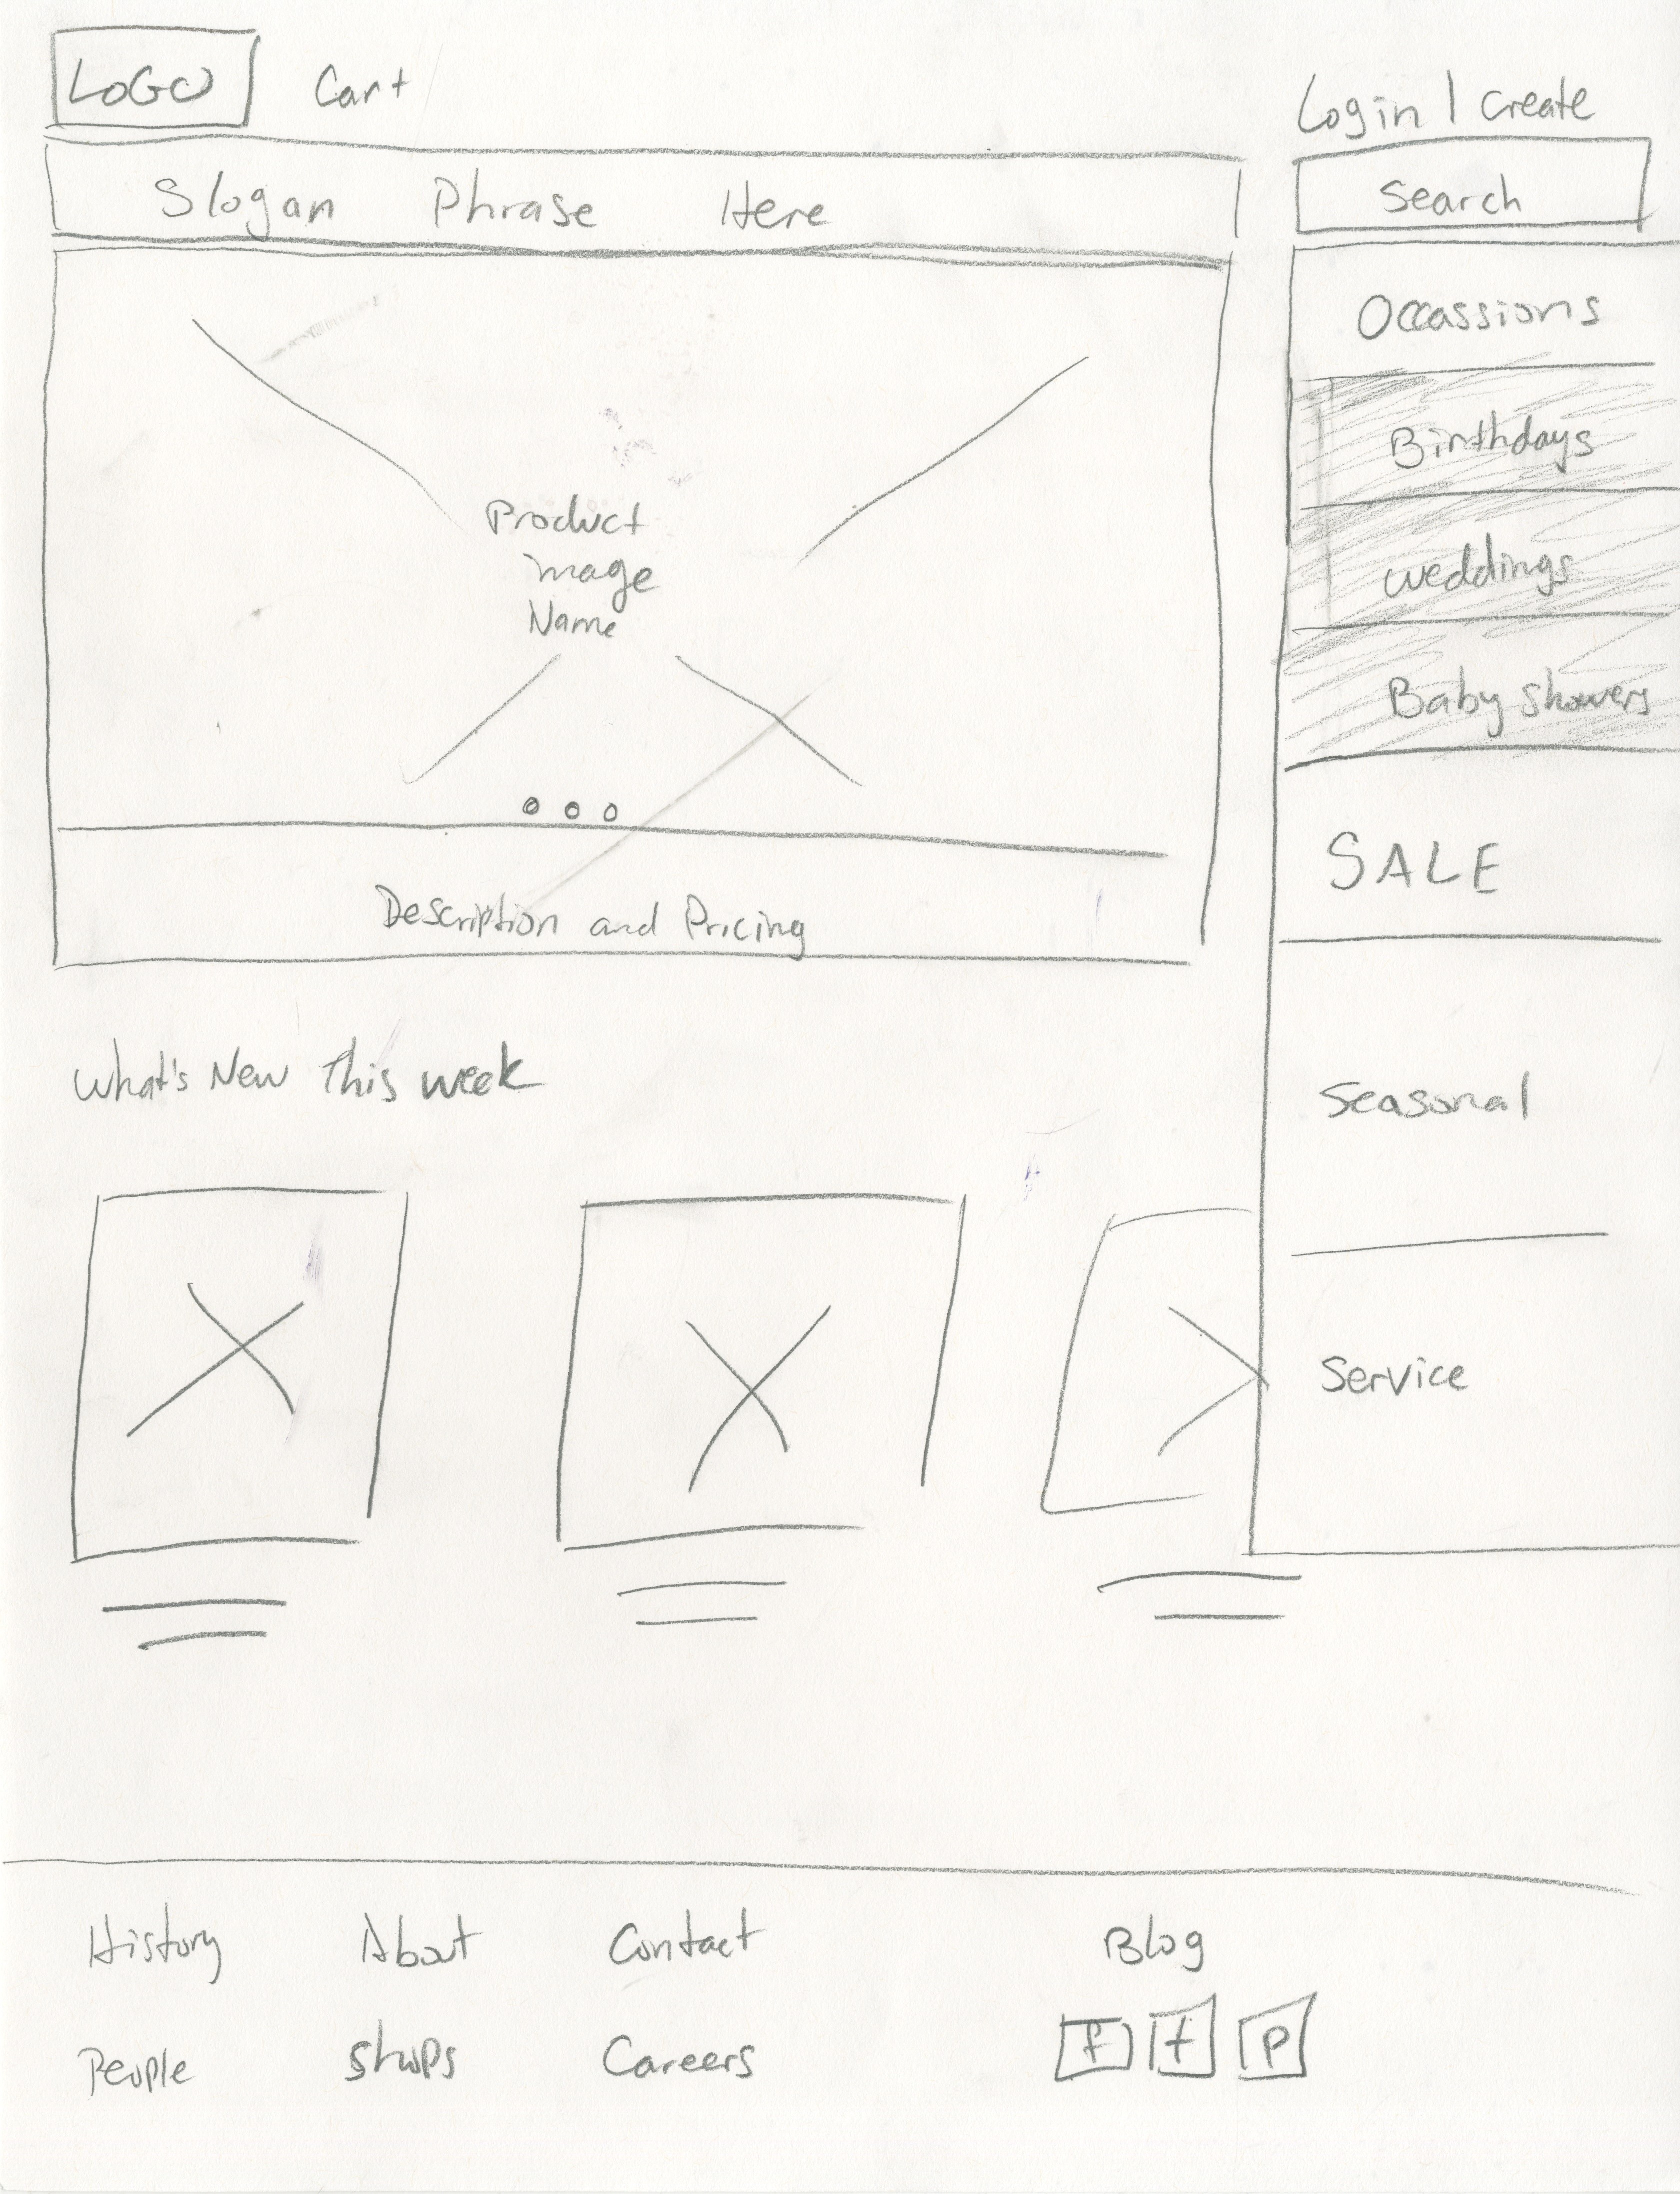 LOGO Cart
Login | Create
Slogan Phrase Here
Search
Occassions
Birthdays
weddings
Baby showers
SALE
Seasonal
Service
Product
image
Name
Description and Pricing
What's New This week
History About Contact Blog
People shops Careers
f t P